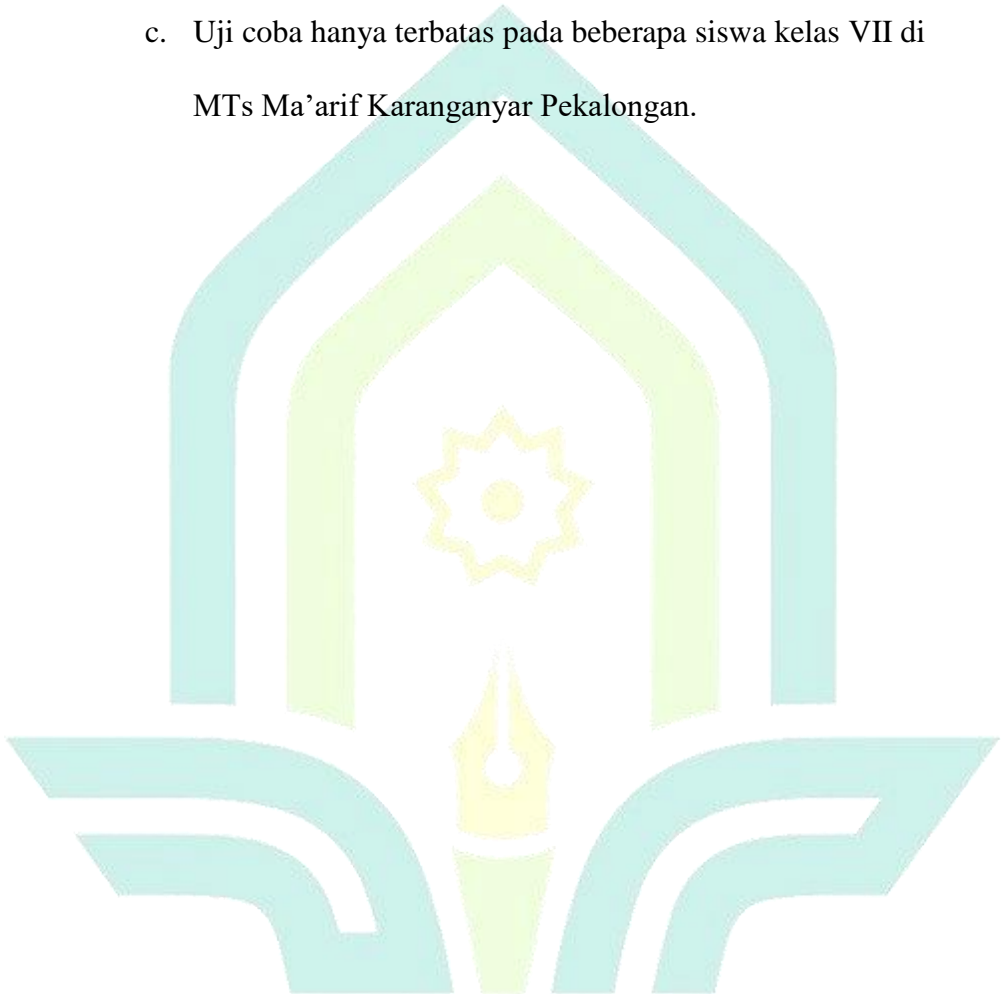 c. Uji coba hanya terbatas pada beberapa siswa kelas VII di
MTs Ma’arif Karanganyar Pekalongan.